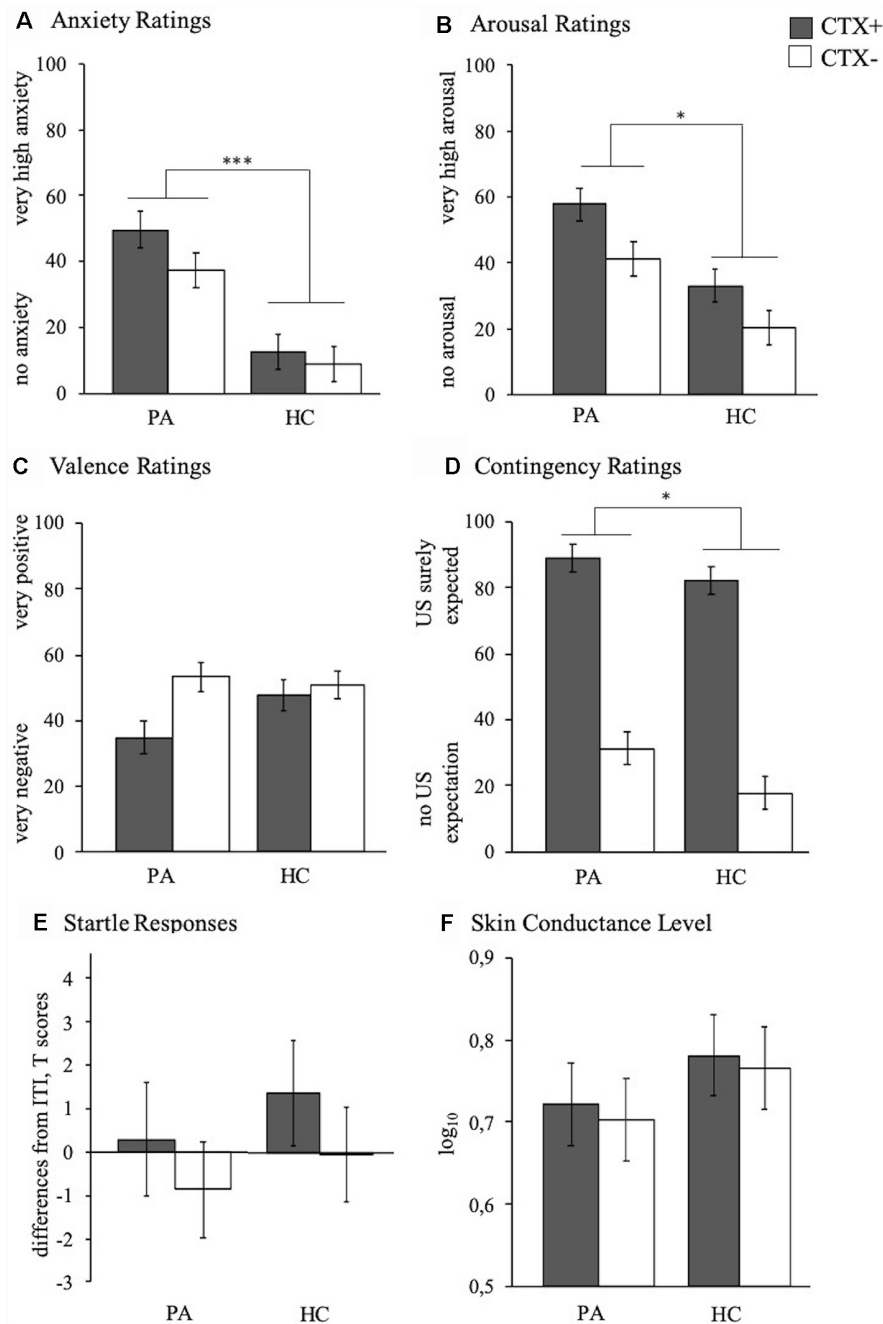 A Anxiety Ratings
very high anxiety
no anxiety
100
80
60
40
20
0
***
PA
HC
B Arousal Ratings
very high arousal
no arousal
100
80
60
40
20
0
*
PA
HC
CTX+
CTX-
C Valence Ratings
very positive
very negative
100
80
60
40
20
0
PA
HC
D Contingency Ratings
US surely
expected
no US
expectation
100
80
60
40
20
0
*
PA
HC
E Startle Responses
differences from ITI, T scores
4
3
2
1
0
-1
-2
-3
PA
HC
F Skin Conductance Level
log10
0,9
0,8
0,7
0,6
0,5
PA
HC